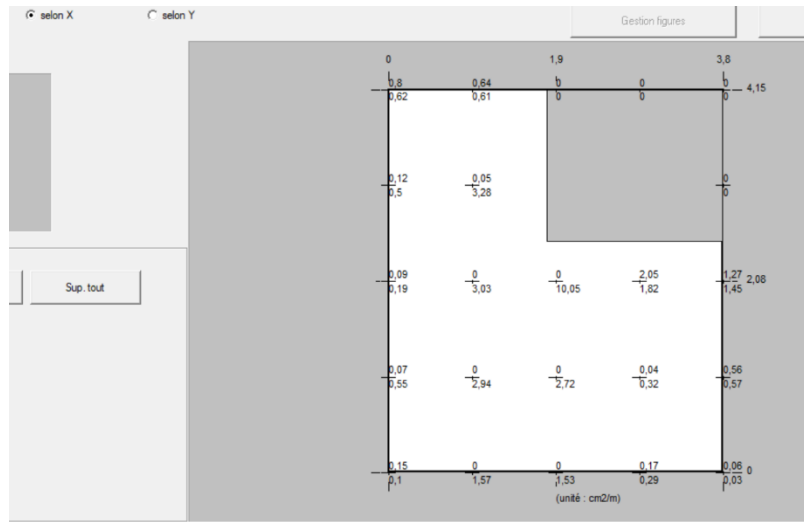 selon X selon Y
Gestion figures
0 1,9 3,8
0,8 0,64 0 0 0 4,15
0,62 0,61 0 0 0
0,12 0,05 0
0,5 3,28 0
Sup. tout
0,09 0 0 2,05 1,27 2,08
0,19 3,03 10,05 1,82 1,45
0,07 0 0 0,04 0,56
0,55 2,94 2,72 0,32 0,57
0,15 0 0 0,17 0,06 0
0,1 1,57 1,53 0,29 0,03
(unité : cm2/m)